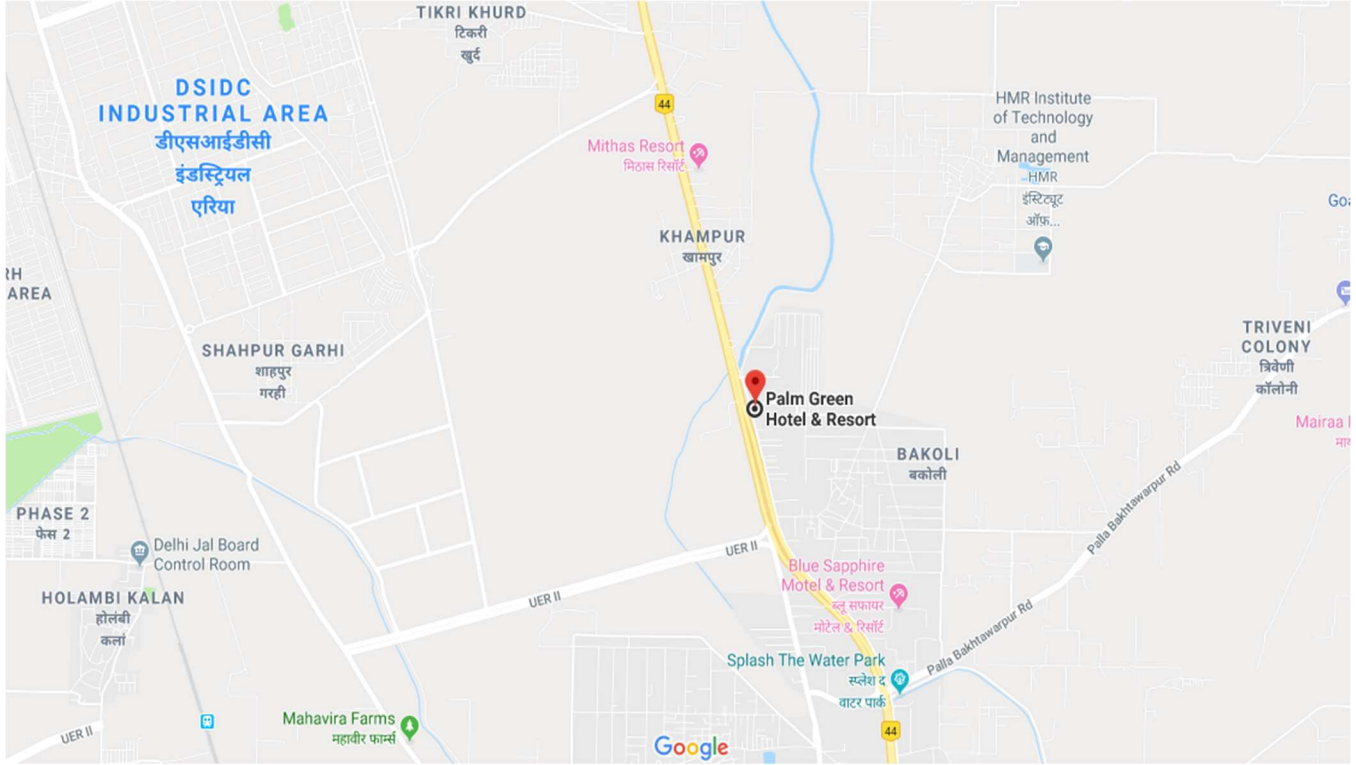 TIKRI KHURD
टिकरी
खुर्द
DSIDC
INDUSTRIAL AREA
डीएसआईडीसी
इंडस्ट्रियल
एरिया
44
HMR Institute
of Technology
and
Management
HMR
इंस्टिट्यूट
ऑफ़...
Mithas Resort
मिठास रिसॉर्ट
KHAMPUR
खामपुर
AREA
TRIVENI
COLONY
त्रिवेणी
कॉलोनी
SHAHPUR GARHI
शाहपुर
गरही
Palm Green
Hotel & Resort
Mairaa
BAKOLI
बकोली
Palla Bakhtawarpur Rd
PHASE 2
फेस 2
Delhi Jal Board
Control Room
UER II
Blue Sapphire
Motel & Resort
ब्लू सफायर
मोटेल & रिसॉर्ट
HOLAMBI KALAN
होलंबी
कलां
UER II
Palla Bakhtawarpur Rd
Splash The Water Park
स्प्लेश द
वाटर पार्क
Mahavira Farms
महावीर फार्म्स
UER II
44
Google